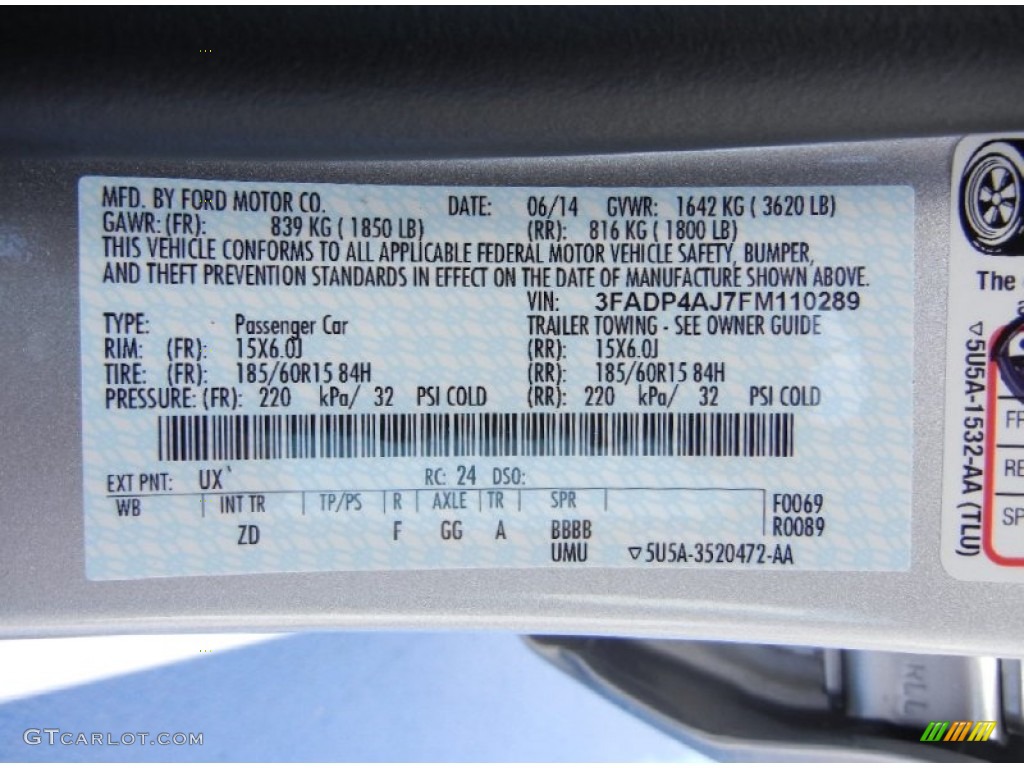 MFD. BY FORD MOTOR CO. DATE: 06/14 GVWR: 1642 KG ( 3620 LB)
GAWR: (FR): 839 KG ( 1850 LB) (RR): 816 KG ( 1800 LB)
THIS VEHICLE CONFORMS TO ALL APPLICABLE FEDERAL MOTOR VEHICLE SAFETY, BUMPER,
AND THEFT PREVENTION STANDARDS IN EFFECT ON THE DATE OF MANUFACTURE SHOWN ABOVE.
VIN: 3FADP4AJ7FM110289
TYPE: Passenger Car TRAILER TOWING - SEE OWNER GUIDE
RIM: (FR): 15X6.0J (RR): 15X6.0J
TIRE: (FR): 185/60R15 84H (RR): 185/60R15 84H
PRESSURE: (FR): 220 kPa/ 32 PSI COLD (RR): 220 kPa/ 32 PSI COLD
EXT PNT: UX RC: 24 DSO:
WB INT TR TP/PS R AXLE TR SPR F0069
ZD F GG A BBBB R0089
UMU ▽5U5A-3520472-AA
The
▽5U5A-1532-AA (TLU)
FR
RE
SP
GTCARLOT.COM